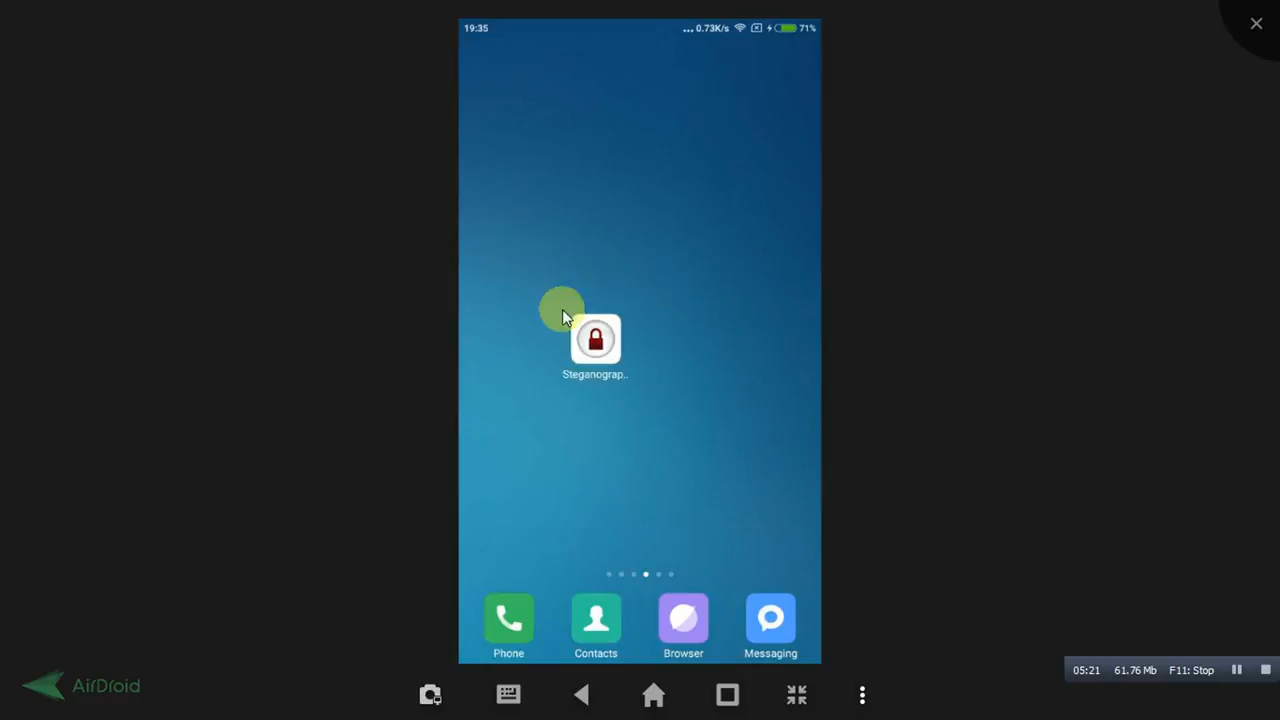 19:35
... 0.73K/s
71%
Steganograp..
Phone
Contacts
Browser
Messaging
AirDroid
05:21
61.76 Mb
F11: Stop